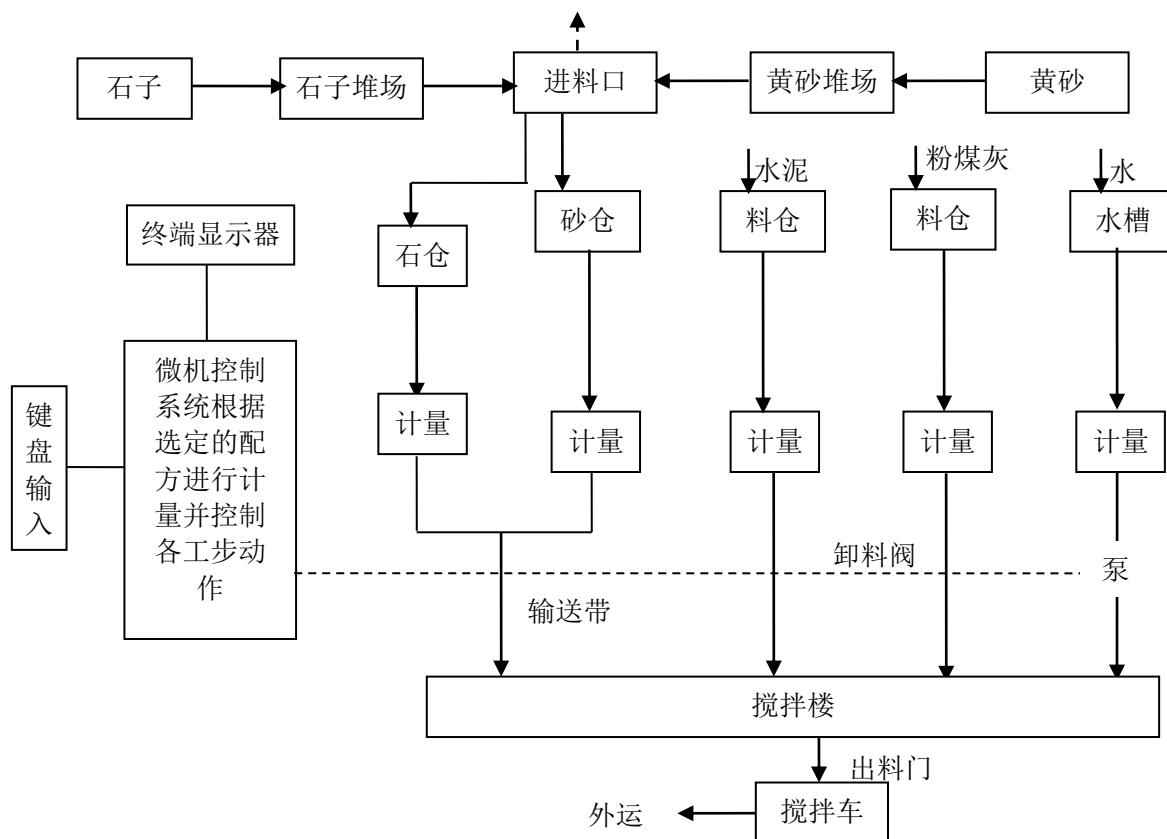 石子
石子堆场
进料口
黄砂堆场
黄砂
水泥
粉煤灰
水
终端显示器
石仓
砂仓
料仓
料仓
水槽
键
盘
输
入
微机控制
系统根据
选定的配
方进行计
量并控制
各工步动
作
计量
计量
计量
计量
计量
卸料阀
泵
输送带
搅拌楼
出料门
外运
搅拌车